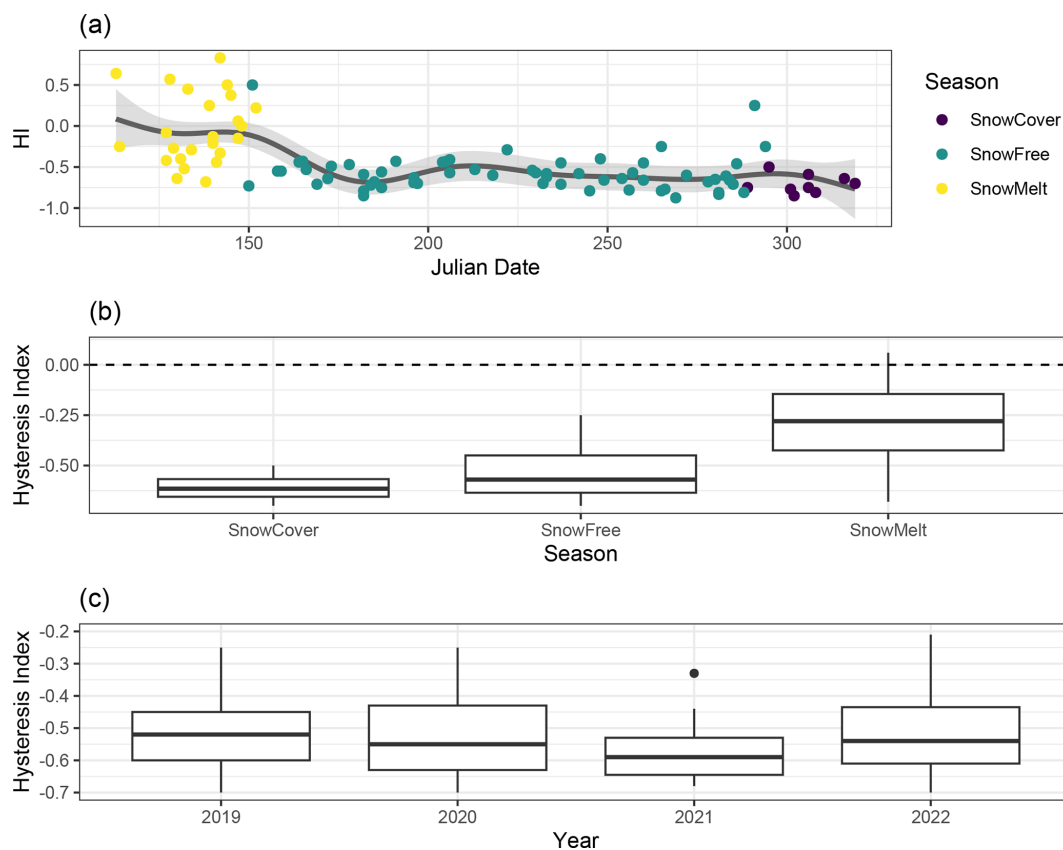 (a)
HI
0.5
0.0
-0.5
-1.0
150 200 250 300
Julian Date
Season
SnowCover
SnowFree
SnowMelt
(b)
Hysteresis Index
0.00
-0.25
-0.50
SnowCover SnowFree SnowMelt
Season
(c)
Hysteresis Index
-0.2
-0.3
-0.4
-0.5
-0.6
-0.7
2019 2020 2021 2022
Year